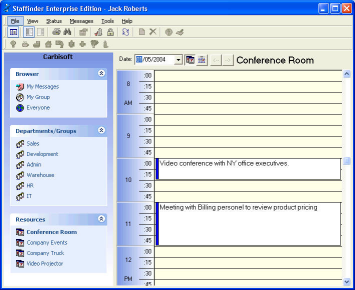 Staffinder Enterprise Edition - Jack Roberts
File View Status Messages Tools Help
Carbisoft
Browser
My Messages
My Group
Everyone
Departments/Groups
Sales
Development
Admin
Warehouse
HR
IT
Resources
Conference Room
Company Events
Company Truck
Video Projector
Date: 03/05/2004 Conference Room
:00
8 :15
:30
AM :45
:00
9 :15
:30
:45
:00 Video conference with NY office executives.
10 :15
:30
:45
:00 Meeting with Billing personel to review product pricing
11 :15
:30
:45
:00
12 :15
:30
PM :45